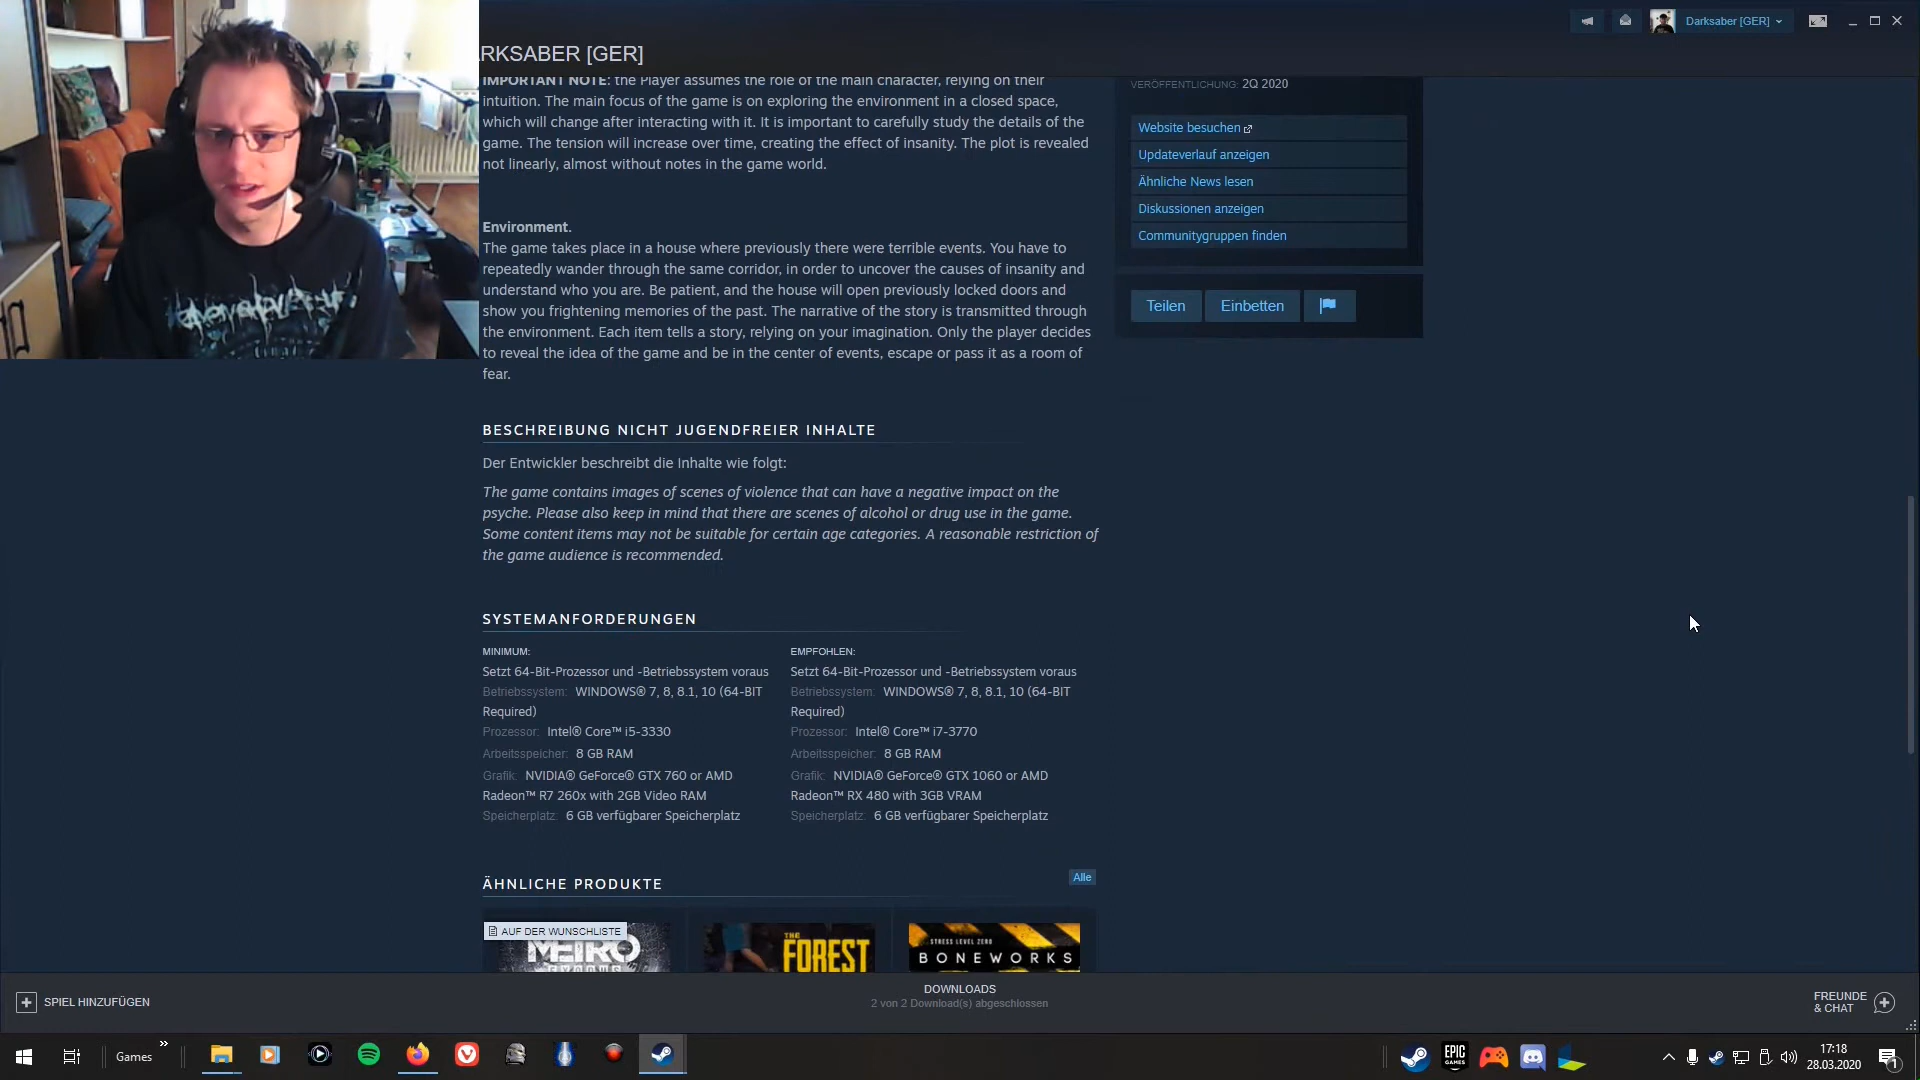 Darksaber [GER]
RKSABER [GER]
IMPORTANT NOTE: the Player assumes the role of the main character, relying on their
intuition. The main focus of the game is on exploring the environment in a closed space,
which will change after interacting with it. It is important to carefully study the details of the
game. The tension will increase over time, creating the effect of insanity. The plot is revealed
not linearly, almost without notes in the game world.
Environment.
The game takes place in a house where previously there were terrible events. You have to
repeatedly wander through the same corridor, in order to uncover the causes of insanity and
understand who you are. Be patient, and the house will open previously locked doors and
show you frightening memories of the past. The narrative of the story is transmitted through
the environment. Each item tells a story, relying on your imagination. Only the player decides
to reveal the idea of the game and be in the center of events, escape or pass it as a room of
fear.
VERÖFFENTLICHUNG: 2Q 2020
Website besuchen
Updateverlauf anzeigen
Ähnliche News lesen
Diskussionen anzeigen
Communitygruppen finden
Teilen
Einbetten
BESCHREIBUNG NICHT JUGENDFREIER INHALTE
Der Entwickler beschreibt die Inhalte wie folgt:
The game contains images of scenes of violence that can have a negative impact on the
psyche. Please also keep in mind that there are scenes of alcohol or drug use in the game.
Some content items may not be suitable for certain age categories. A reasonable restriction of
the game audience is recommended.
SYSTEMANFORDERUNGEN
MINIMUM:
Setzt 64-Bit-Prozessor und -Betriebssystem voraus
Betriebssystem: WINDOWS® 7, 8, 8.1, 10 (64-BIT
Required)
Prozessor: Intel® Core™ i5-3330
Arbeitsspeicher: 8 GB RAM
Grafik: NVIDIA® GeForce® GTX 760 or AMD
Radeon™ R7 260x with 2GB Video RAM
Speicherplatz: 6 GB verfügbarer Speicherplatz
EMPFOHLEN:
Setzt 64-Bit-Prozessor und -Betriebssystem voraus
Betriebssystem: WINDOWS® 7, 8, 8.1, 10 (64-BIT
Required)
Prozessor: Intel® Core™ i7-3770
Arbeitsspeicher: 8 GB RAM
Grafik: NVIDIA® GeForce® GTX 1060 or AMD
Radeon™ RX 480 with 3GB VRAM
Speicherplatz: 6 GB verfügbarer Speicherplatz
ÄHNLICHE PRODUKTE
Alle
AUF DER WUNSCHLISTE
METRO
THE
FOREST
STRESS LEVEL ZERO
BONEWORKS
SPIEL HINZUFÜGEN
DOWNLOADS
2 von 2 Download(s) abgeschlossen
FREUNDE
& CHAT
Games
EPIC
GAMES
17:18
28.03.2020
1